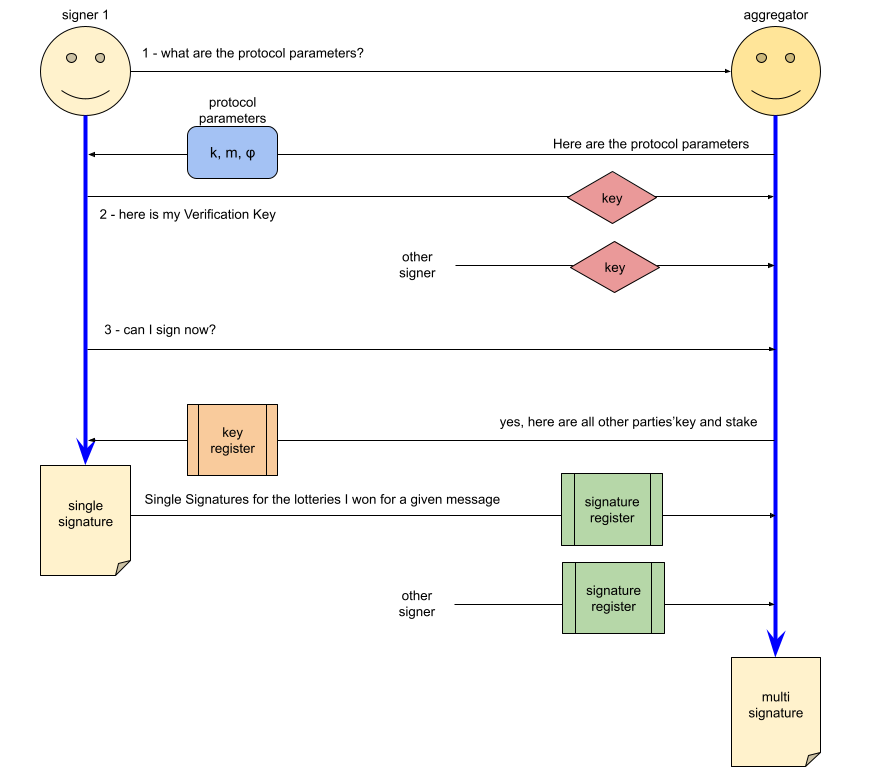 signer 1
aggregator
1 - what are the protocol parameters?
protocol
parameters
k, m, φ
Here are the protocol parameters
key
2 - here is my Verification Key
other
signer
key
3 - can I sign now?
yes, here are all other parties'key and stake
key
register
Single Signatures for the lotteries I won for a given message
single
signature
signature
register
other
signer
signature
register
multi
signature